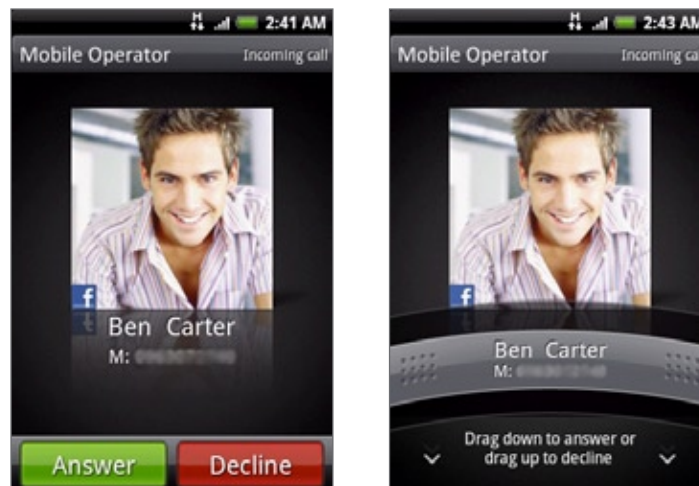 2:41 AM
Mobile Operator Incoming call
f
Ben Carter
M:
Answer Decline
2:43 AM
Mobile Operator Incoming ca
f
Ben Carter
M:
Drag down to answer or
drag up to decline